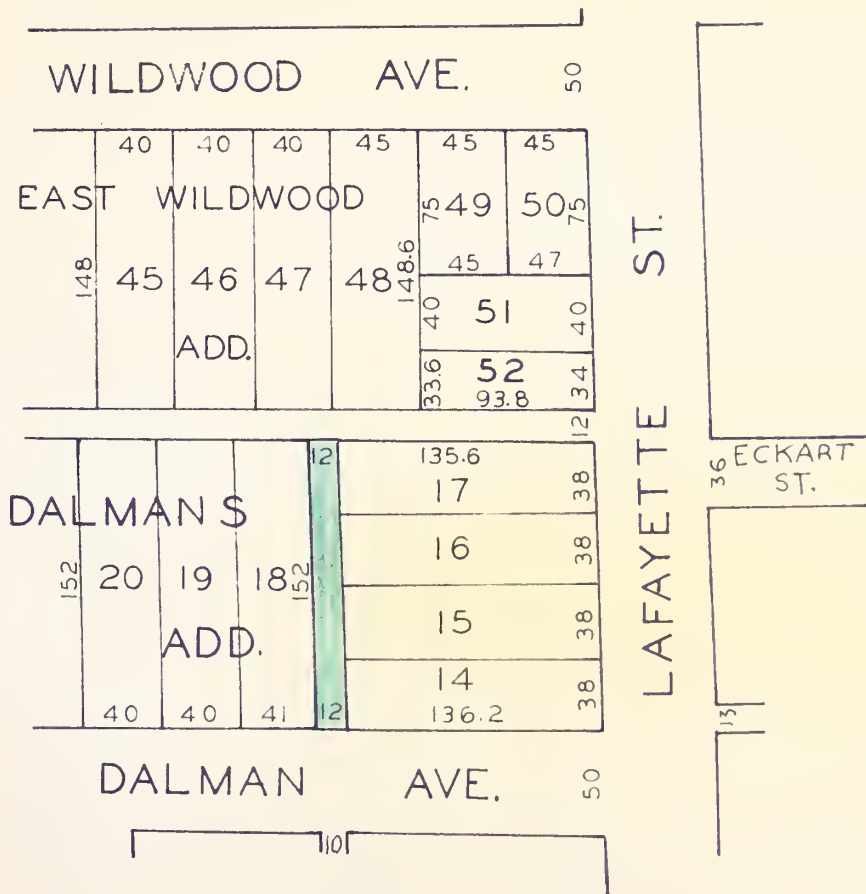 WILDWOOD AVE. 50
40 40 40 45 45 45
EAST WILDWOOD
75 49 50 75
148 45 46 47 48 148.6
45 47
40 51 40
ADD.
33.6 52 34
93.8
12
LAFAYETTE ST.
36 ECKART
ST.
12 135.6
17 38
DALMANS
16 38
152 20 19 18 152
15 38
ADD.
14 38
40 40 41 12 136.2
13
DALMAN AVE. 50
10